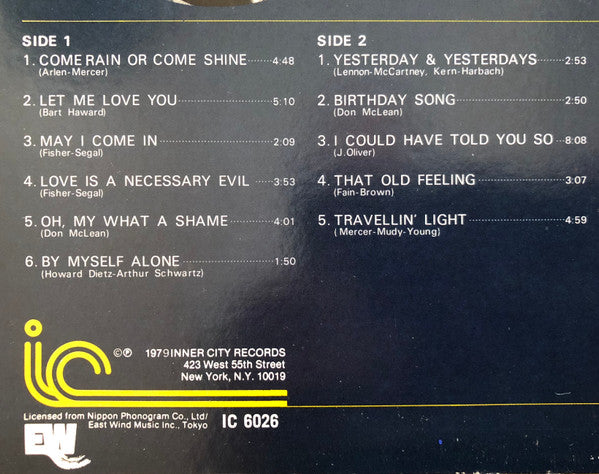 SIDE 1
1. COME RAIN OR COME SHINE ········ 4:48
(Arlen-Mercer)
2. LET ME LOVE YOU ···················· 5:10
(Bart Haward)
3. MAY I COME IN ························ 2:09
(Fisher-Segal)
4. LOVE IS A NECESSARY EVIL ······· 3:53
(Fisher-Segal)
5. OH, MY WHAT A SHAME ············ 4:01
(Don McLean)
6. BY MYSELF ALONE ··················· 1:50
(Howard Dietz-Arthur Schwartz)
SIDE 2
1. YESTERDAY & YESTERDAYS ········ 2:53
(Lennon-McCartney, Kern-Harbach)
2. BIRTHDAY SONG ······················ 2:50
(Don McLean)
3. I COULD HAVE TOLD YOU SO ··· 8:08
(J.Oliver)
4. THAT OLD FEELING ·················· 3:07
(Fain-Brown)
5. TRAVELLIN' LIGHT ···················· 4:59
( Mercer-Mudy-Young)
ic
©℗ 1979 INNER CITY RECORDS
423 West 55th Street
New York, N.Y. 10019
Licensed from Nippon Phonogram Co., Ltd/
East Wind Music Inc., Tokyo
IC 6026
EW